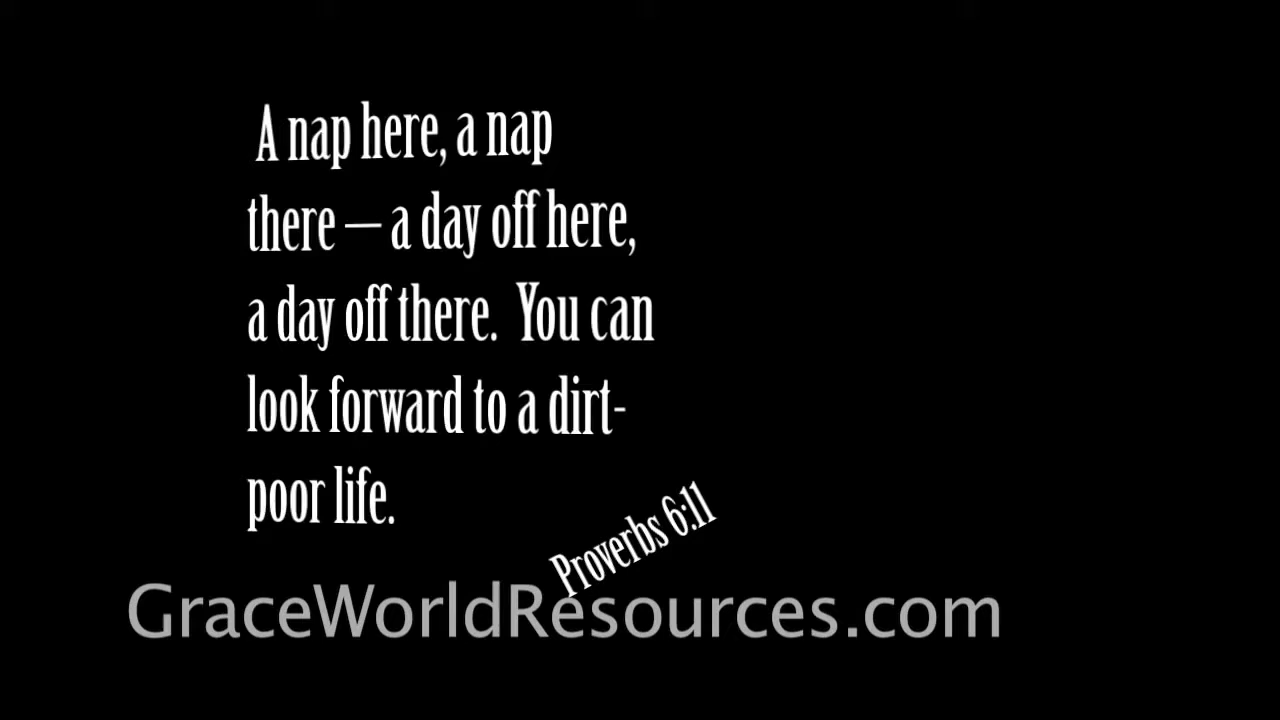 A nap here, a nap
there – a day off here,
a day off there.  You can
look forward to a dirt-
poor life.
Proverbs 6:11
GraceWorldResources.com